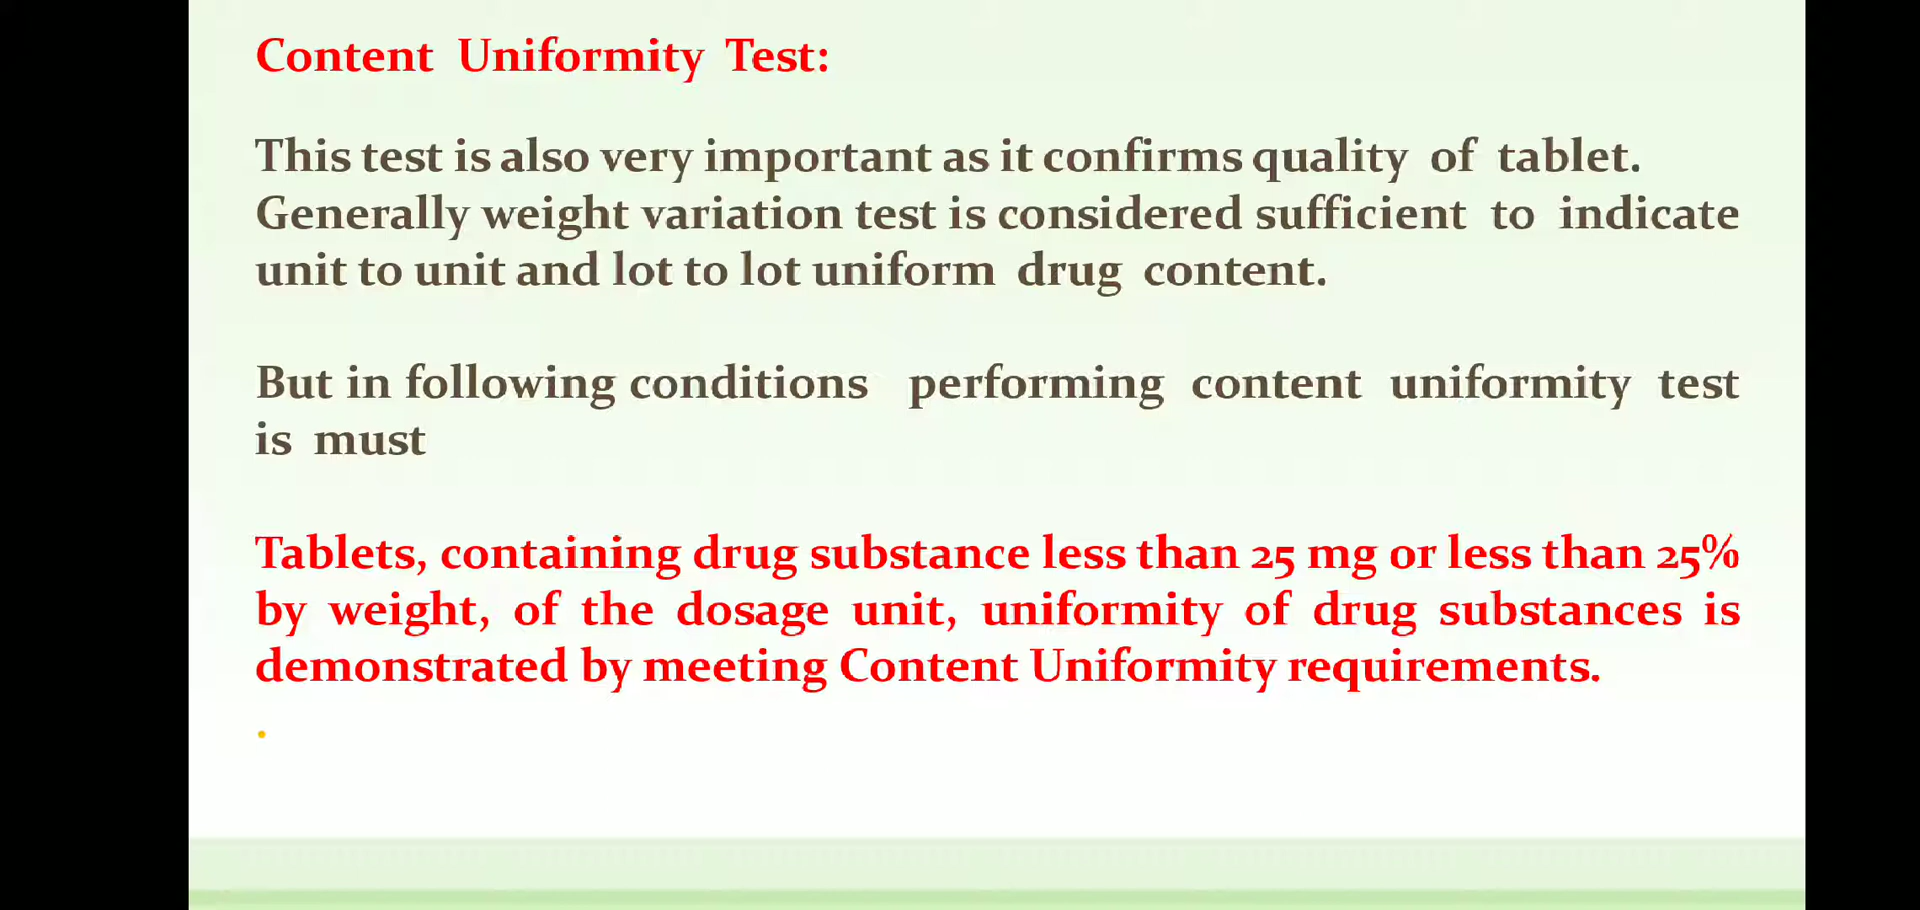 Content Uniformity Test:
This test is also very important as it confirms quality of tablet.
Generally weight variation test is considered sufficient to indicate
unit to unit and lot to lot uniform drug content.
But in following conditions performing content uniformity test
is must
Tablets, containing drug substance less than 25 mg or less than 25%
by weight, of the dosage unit, uniformity of drug substances is
demonstrated by meeting Content Uniformity requirements.
.